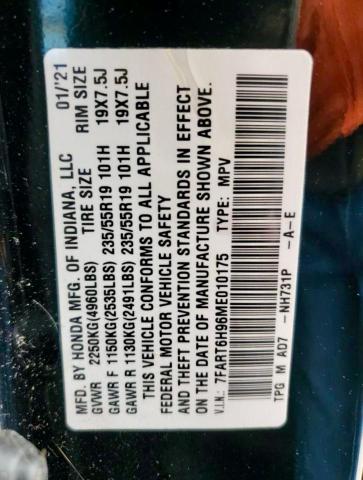 MFD. BY HONDA MFG. OF INDIANA, LLC 01/'21
TIRE SIZE RIM SIZE
GVWR 2250KG(4960LBS)
GAWR F 1150KG(2535LBS) 235/55R19 101H 19X7.5J
GAWR R 1130KG(2491LBS) 235/55R19 101H 19X7.5J
THIS VEHICLE CONFORMS TO ALL APPLICABLE
FEDERAL MOTOR VEHICLE SAFETY
AND THEFT PREVENTION STANDARDS IN EFFECT
ON THE DATE OF MANUFACTURE SHOWN ABOVE.
V.I.N.: 7FART6H96ME010175 TYPE: MPV
TPG M AD7 -NH731P -A-E